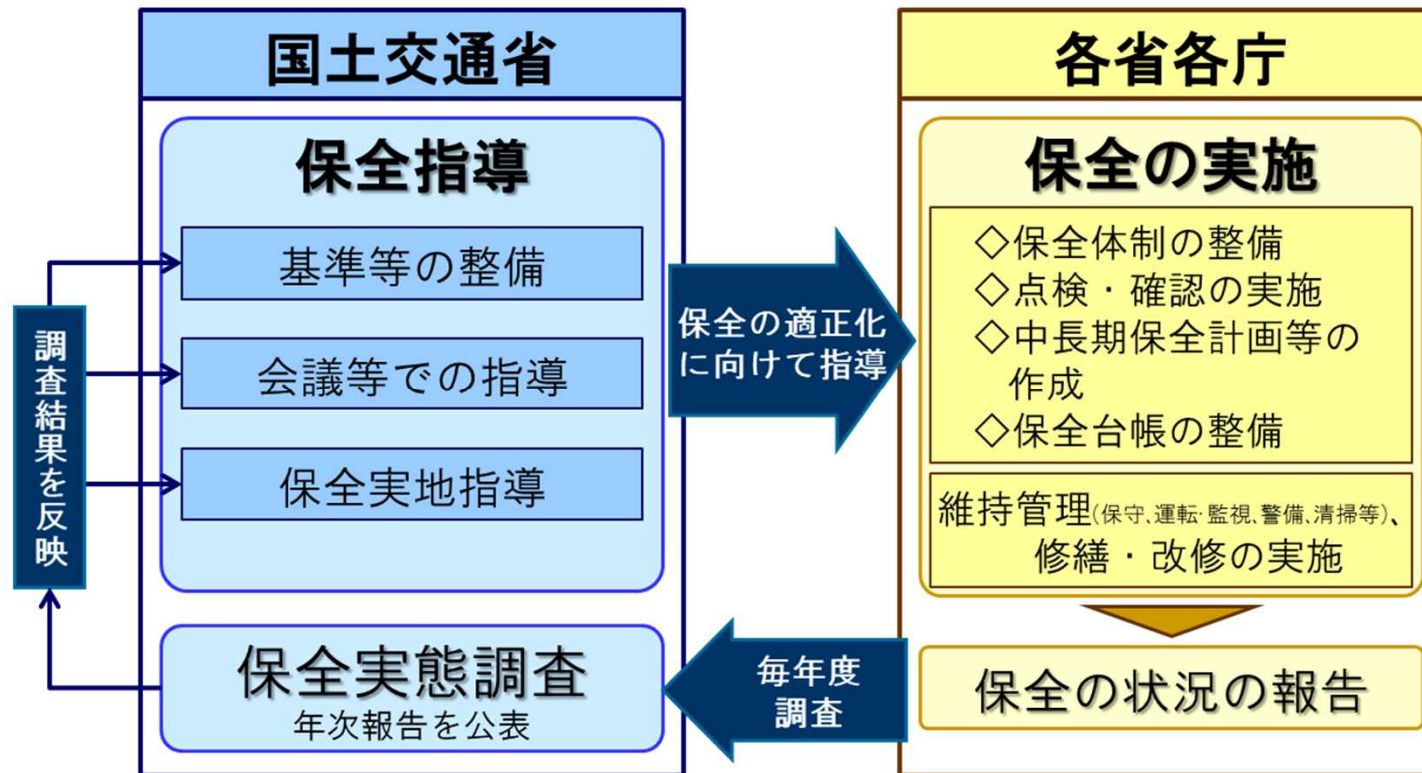 国土交通省
保全指導
基準等の整備
会議等での指導
保全実地指導
調査結果を反映
保全実態調査
年次報告を公表
保全の適正化
に向けて指導
毎年度
調査
各省各庁
保全の実施
◇保全体制の整備
◇点検・確認の実施
◇中長期保全計画等の
作成
◇保全台帳の整備
維持管理(保守、運転・監視、警備、清掃等)、
修繕・改修の実施
保全の状況の報告